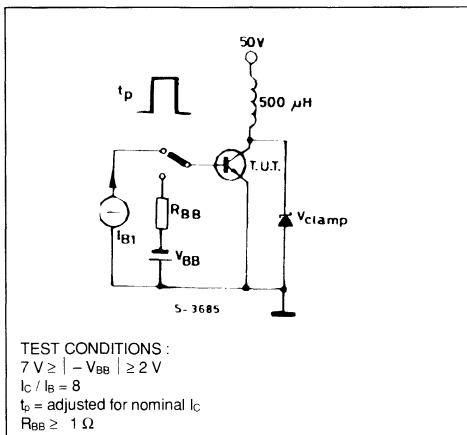 50V
tp
500 μH
T.U.T.
RBB
Vclamp
IB1
VBB
S-3685
TEST CONDITIONS :
7 V ≥ | – VBB | ≥ 2 V
IC / IB = 8
tp = adjusted for nominal IC
RBB ≥ 1 Ω